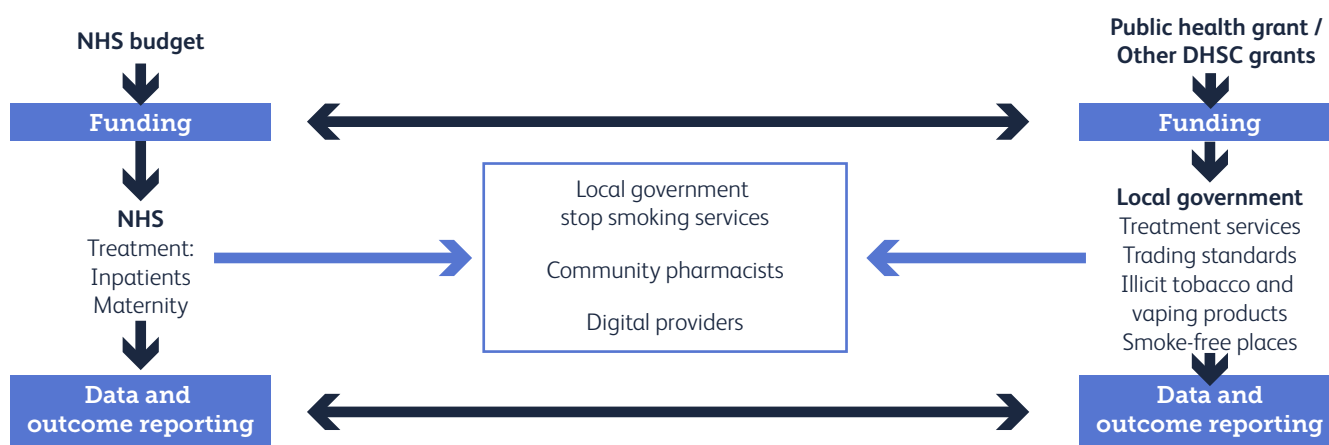 NHS budget
Funding
NHS
Treatment:
Inpatients
Maternity
Data and
outcome reporting
Local government
stop smoking services
Community pharmacists
Digital providers
Public health grant /
Other DHSC grants
Funding
Local government
Treatment services
Trading standards
Illicit tobacco and
vaping products
Smoke-free places
Data and
outcome reporting